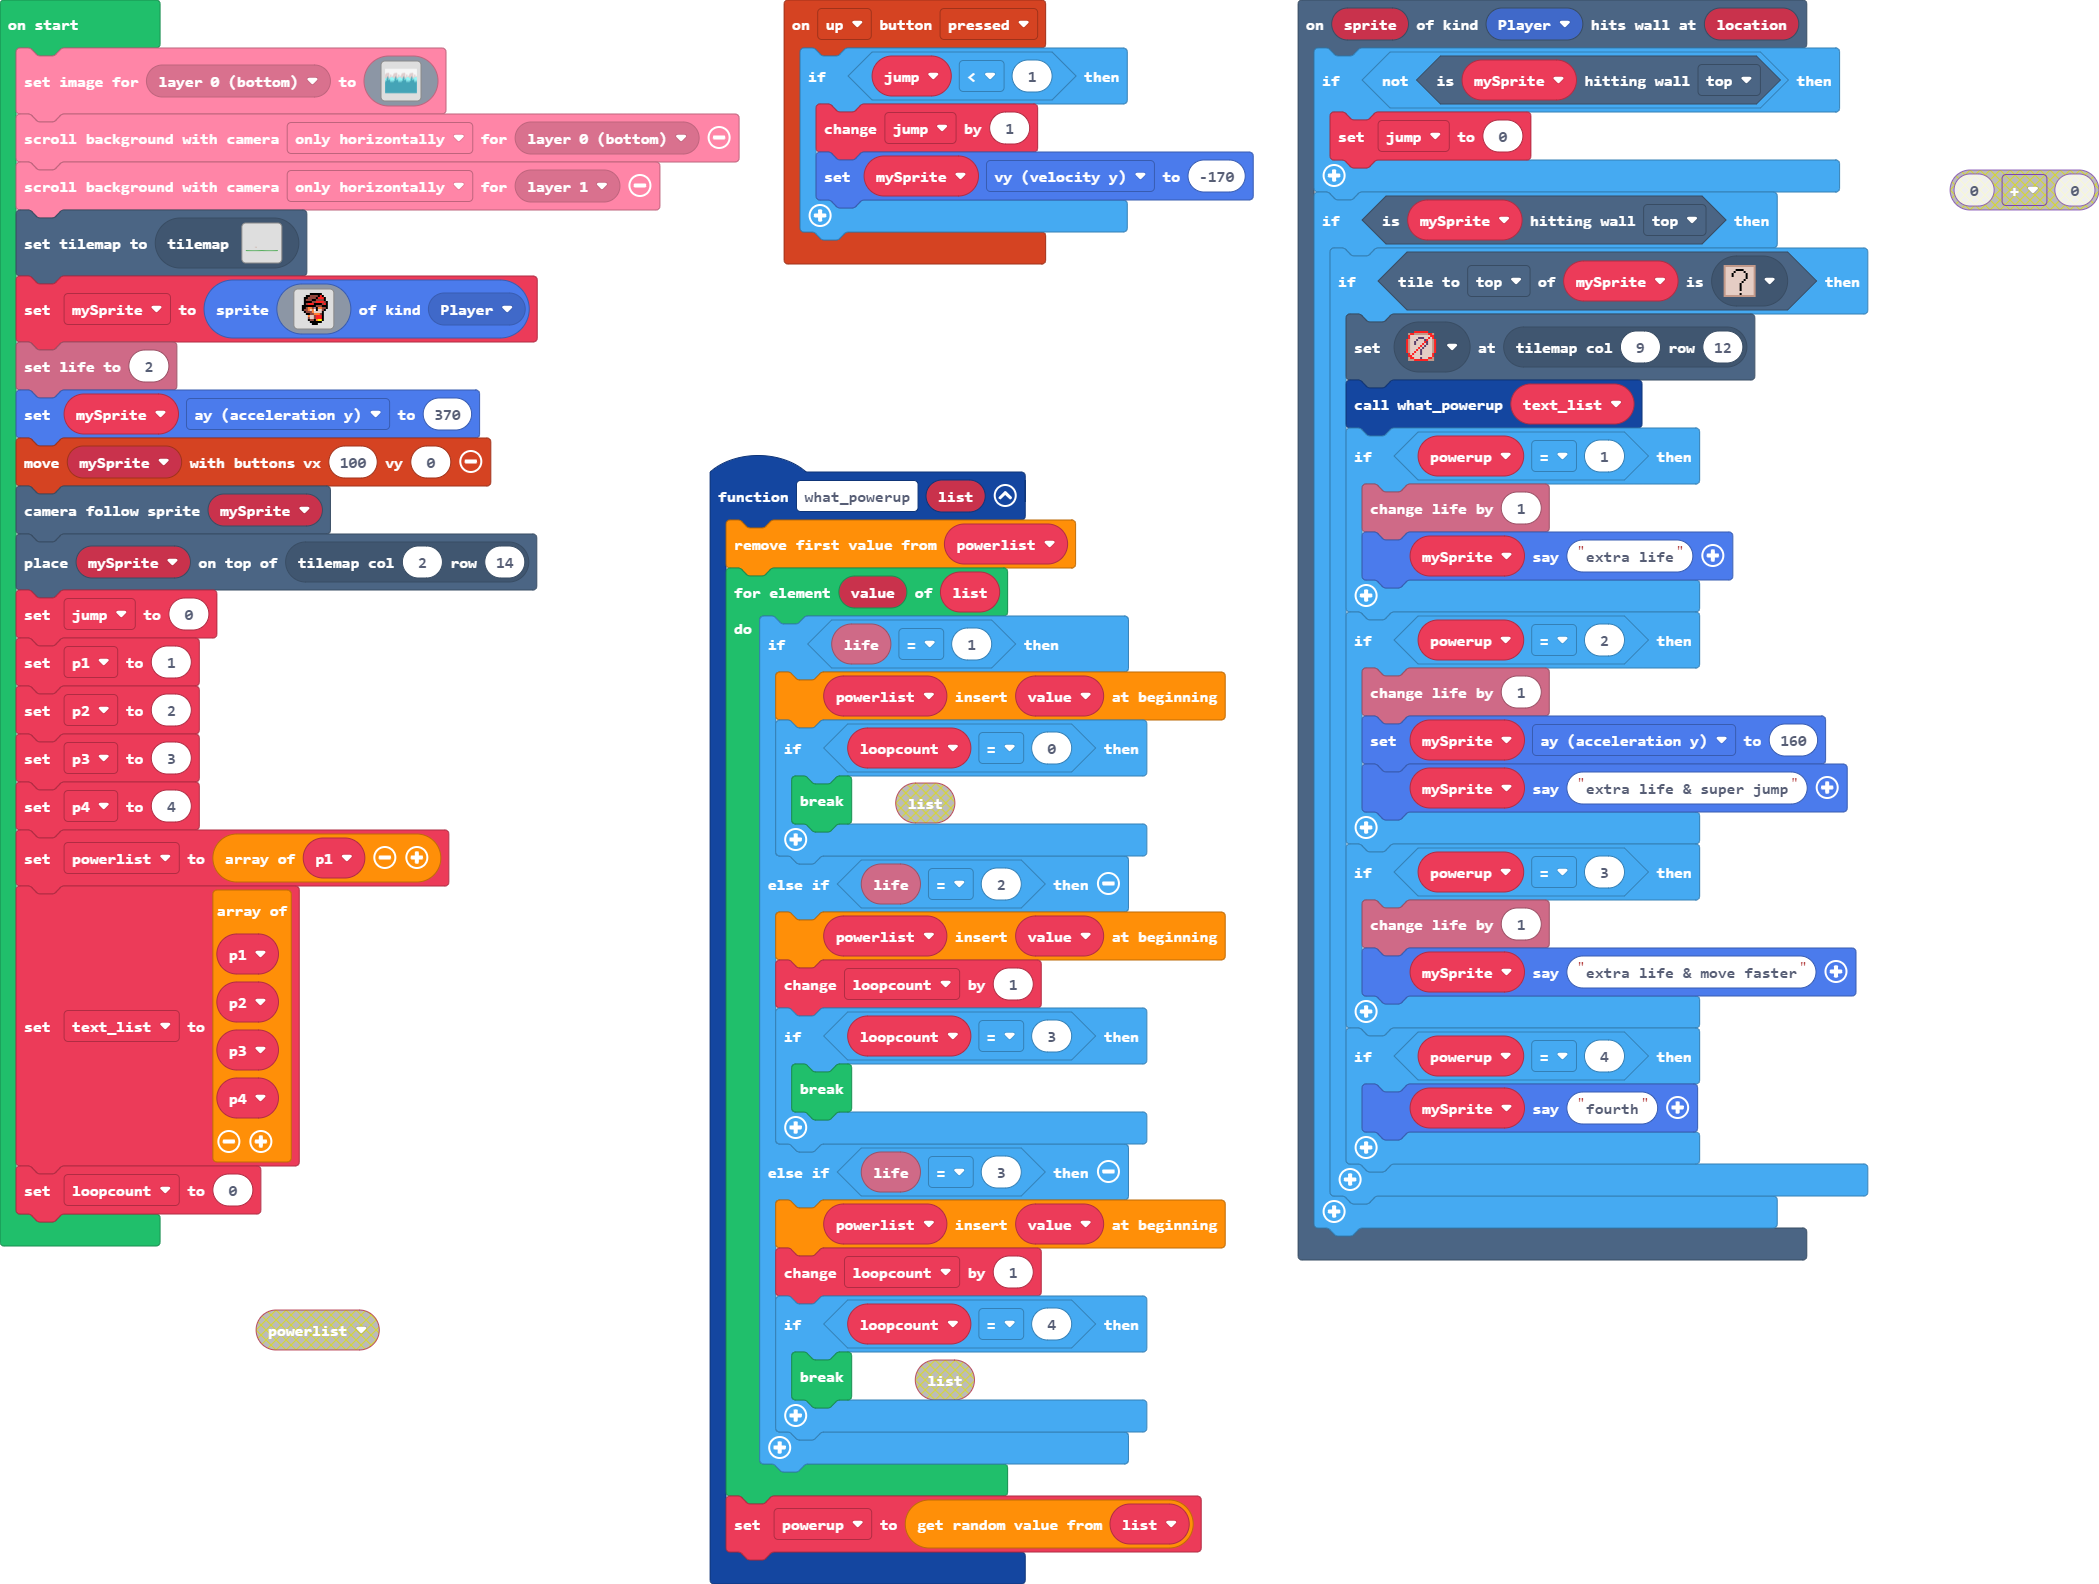 on start
set image for layer 0 (bottom) to
scroll background with camera only horizontally for layer 0 (bottom)
scroll background with camera only horizontally for layer 1
set tilemap to tilemap
set mySprite to sprite of kind Player
set life to 2
set mySprite ay (acceleration y) to 370
move mySprite with buttons vx 100 vy 0
camera follow sprite mySprite
place mySprite on top of tilemap col 2 row 14
set jump to 0
set p1 to 1
set p2 to 2
set p3 to 3
set p4 to 4
set powerlist to array of p1
set text_list to array of
p1
p2
p3
p4
set loopcount to 0
powerlist
on up button pressed
if jump < 1 then
change jump by 1
set mySprite vy (velocity y) to -170
function what_powerup list
remove first value from powerlist
for element value of list
do
if life = 1 then
powerlist insert value at beginning
if loopcount = 0 then
break
list
else if life = 2 then
powerlist insert value at beginning
change loopcount by 1
if loopcount = 3 then
break
else if life = 3 then
powerlist insert value at beginning
change loopcount by 1
if loopcount = 4 then
break
list
set powerup to get random value from list
on sprite of kind Player hits wall at location
if not is mySprite hitting wall top then
set jump to 0
if is mySprite hitting wall top then
if tile to top of mySprite is ? then
set ? at tilemap col 9 row 12
call what_powerup text_list
if powerup = 1 then
change life by 1
mySprite say "extra life"
if powerup = 2 then
change life by 1
set mySprite ay (acceleration y) to 160
mySprite say "extra life & super jump"
if powerup = 3 then
change life by 1
mySprite say "extra life & move faster"
if powerup = 4 then
mySprite say "fourth"
0 + 0